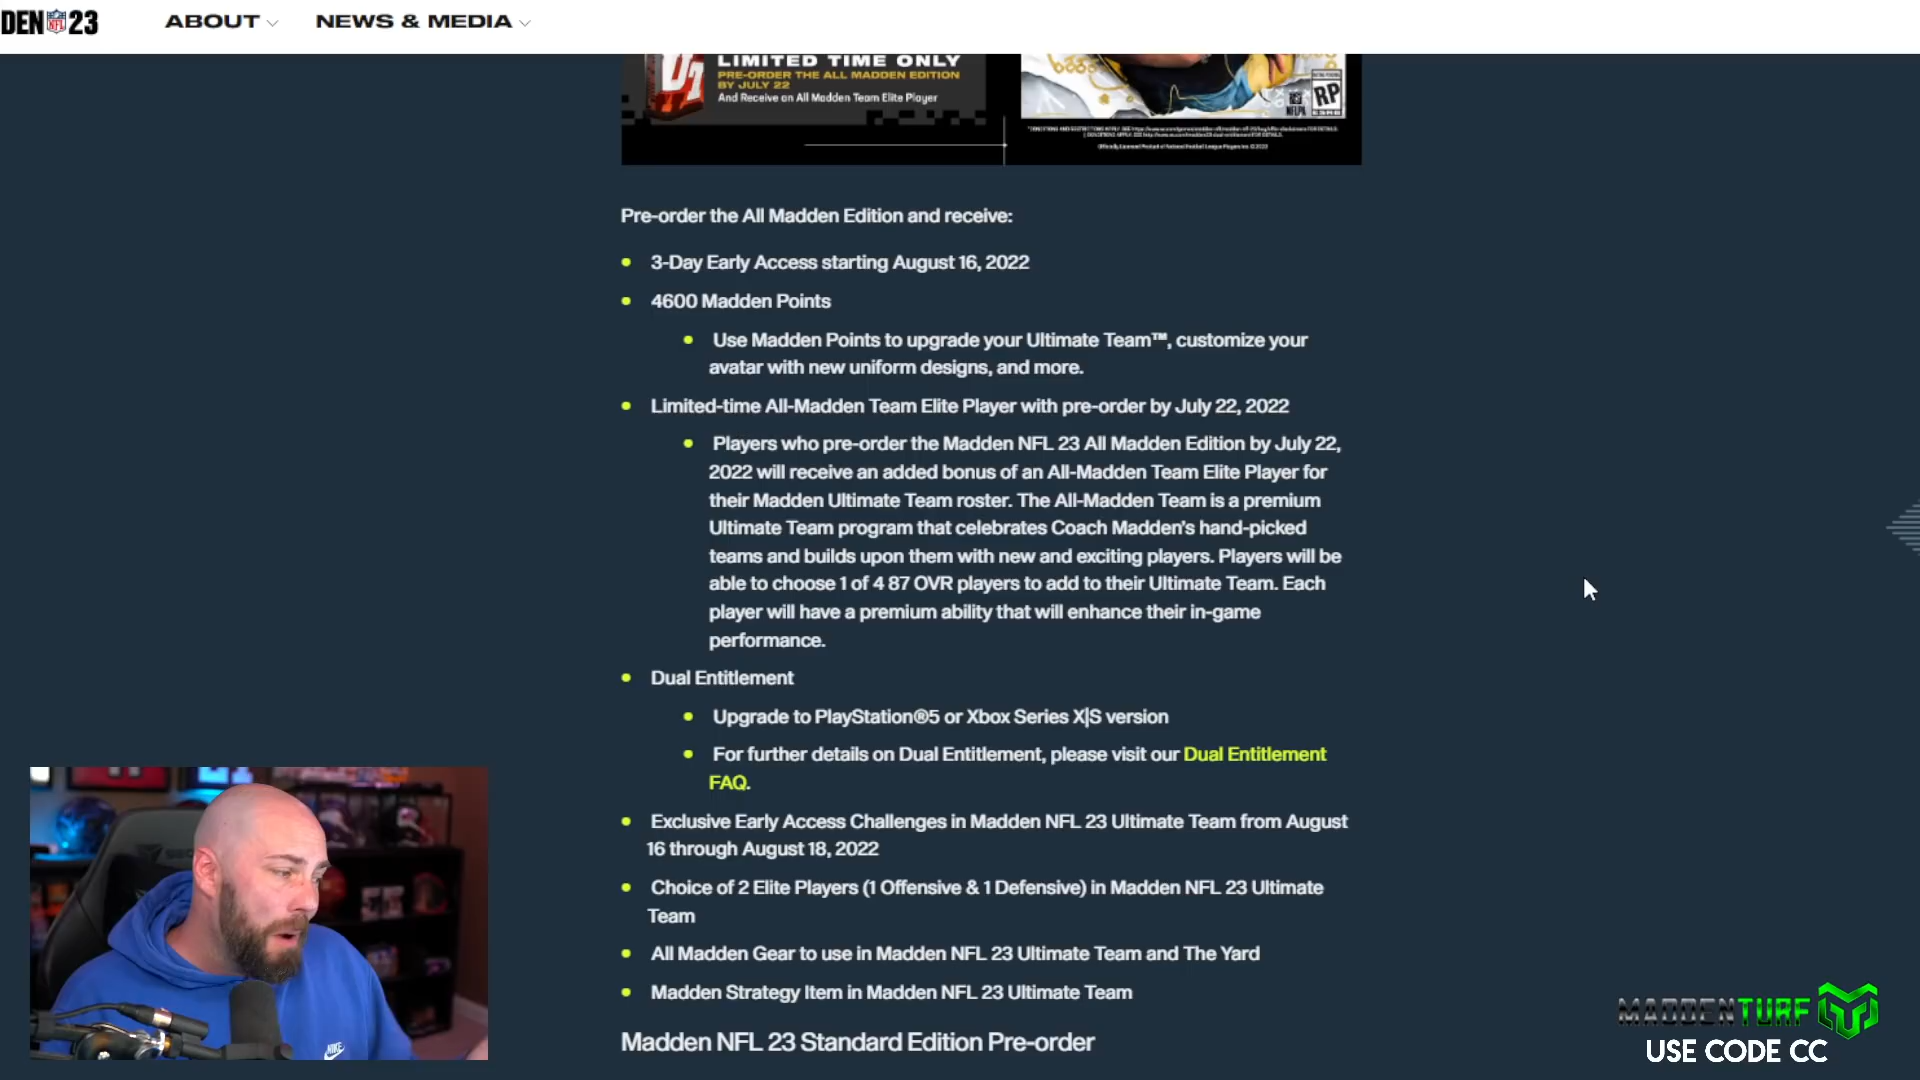 DEN NFL 23
ABOUT
NEWS & MEDIA
LIMITED TIME ONLY
PRE-ORDER THE ALL MADDEN EDITION
BY JULY 22
And Receive an All Madden Team Elite Player
RP
Officially Licensed Product of National Football League Players Inc. ©2022
Pre-order the All Madden Edition and receive:
3-Day Early Access starting August 16, 2022
4600 Madden Points
Use Madden Points to upgrade your Ultimate Team™, customize your
avatar with new uniform designs, and more.
Limited-time All-Madden Team Elite Player with pre-order by July 22, 2022
Players who pre-order the Madden NFL 23 All Madden Edition by July 22,
2022 will receive an added bonus of an All-Madden Team Elite Player for
their Madden Ultimate Team roster. The All-Madden Team is a premium
Ultimate Team program that celebrates Coach Madden's hand-picked
teams and builds upon them with new and exciting players. Players will be
able to choose 1 of 4 87 OVR players to add to their Ultimate Team. Each
player will have a premium ability that will enhance their in-game
performance.
Dual Entitlement
Upgrade to PlayStation®5 or Xbox Series X|S version
For further details on Dual Entitlement, please visit our Dual Entitlement
FAQ.
Exclusive Early Access Challenges in Madden NFL 23 Ultimate Team from August
16 through August 18, 2022
Choice of 2 Elite Players (1 Offensive & 1 Defensive) in Madden NFL 23 Ultimate
Team
All Madden Gear to use in Madden NFL 23 Ultimate Team and The Yard
Madden Strategy Item in Madden NFL 23 Ultimate Team
Madden NFL 23 Standard Edition Pre-order
NIKE
MADDENTURF
USE CODE CC